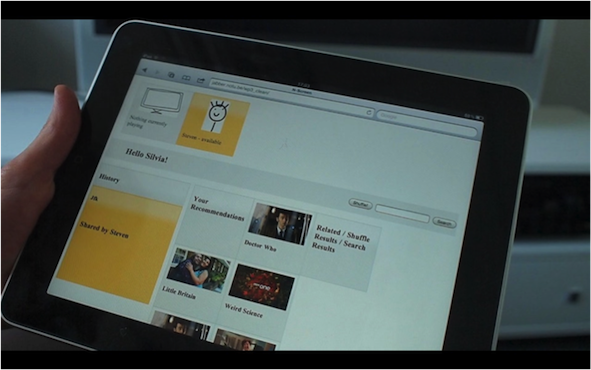 Nothing currently
playing
Steven - available
Hello Silvia!
Shuffle!
Search
History
Shared by Steven
Your
Recommendations
Doctor Who
Related / Shuffle
Results / Search
Results
Little Britain
Weird Science